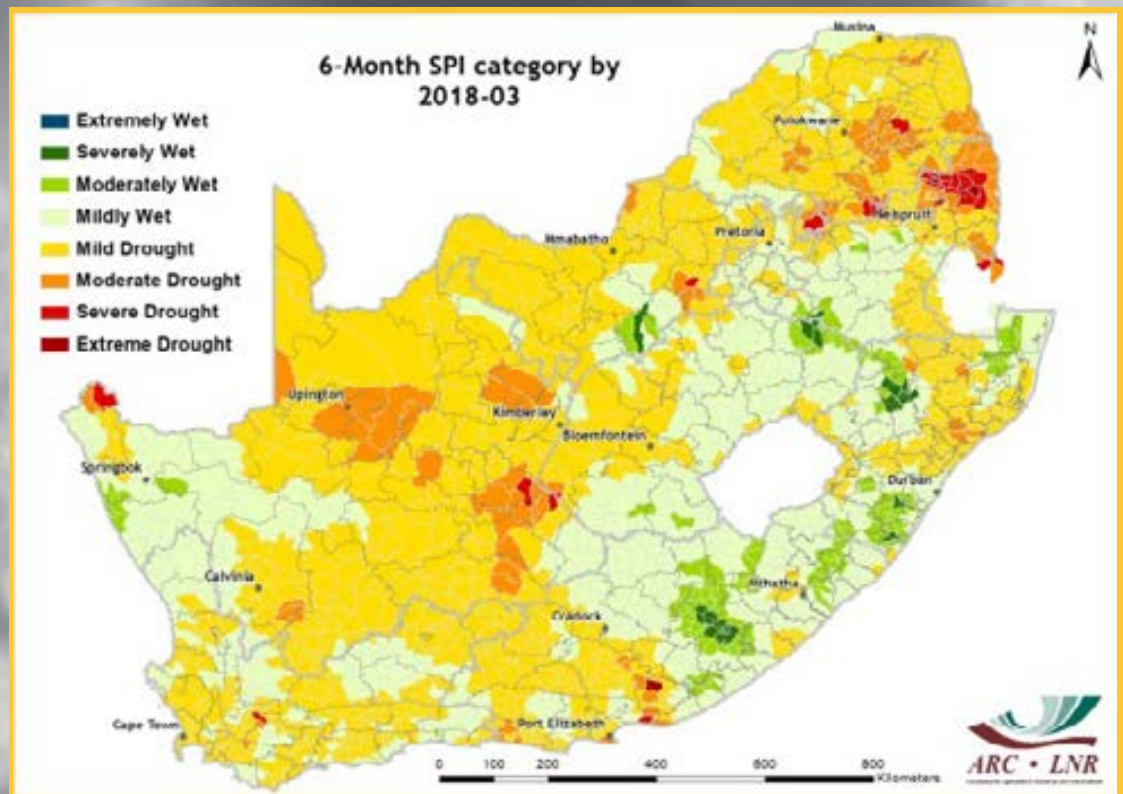 6-Month SPI category by
2018-03
N
Extremely Wet
Severely Wet
Moderately Wet
Mildly Wet
Mild Drought
Moderate Drought
Severe Drought
Extreme Drought
Musina
Polokwane
Nelspruit
Pretoria
Mmabatho
Upington
Kimberley
Bloemfontein
Springbok
Durban
Calvinia
Mthatha
Cradock
Cape Town
Port Elizabeth
0 100 200 400 600 800
Kilometers
ARC • LNR